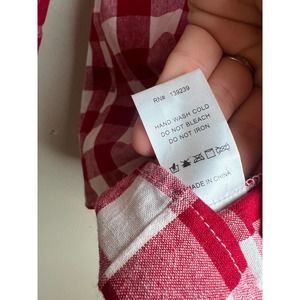 RN# 139239
HAND WASH COLD
DO NOT BLEACH
DO NOT IRON
MADE IN CHINA